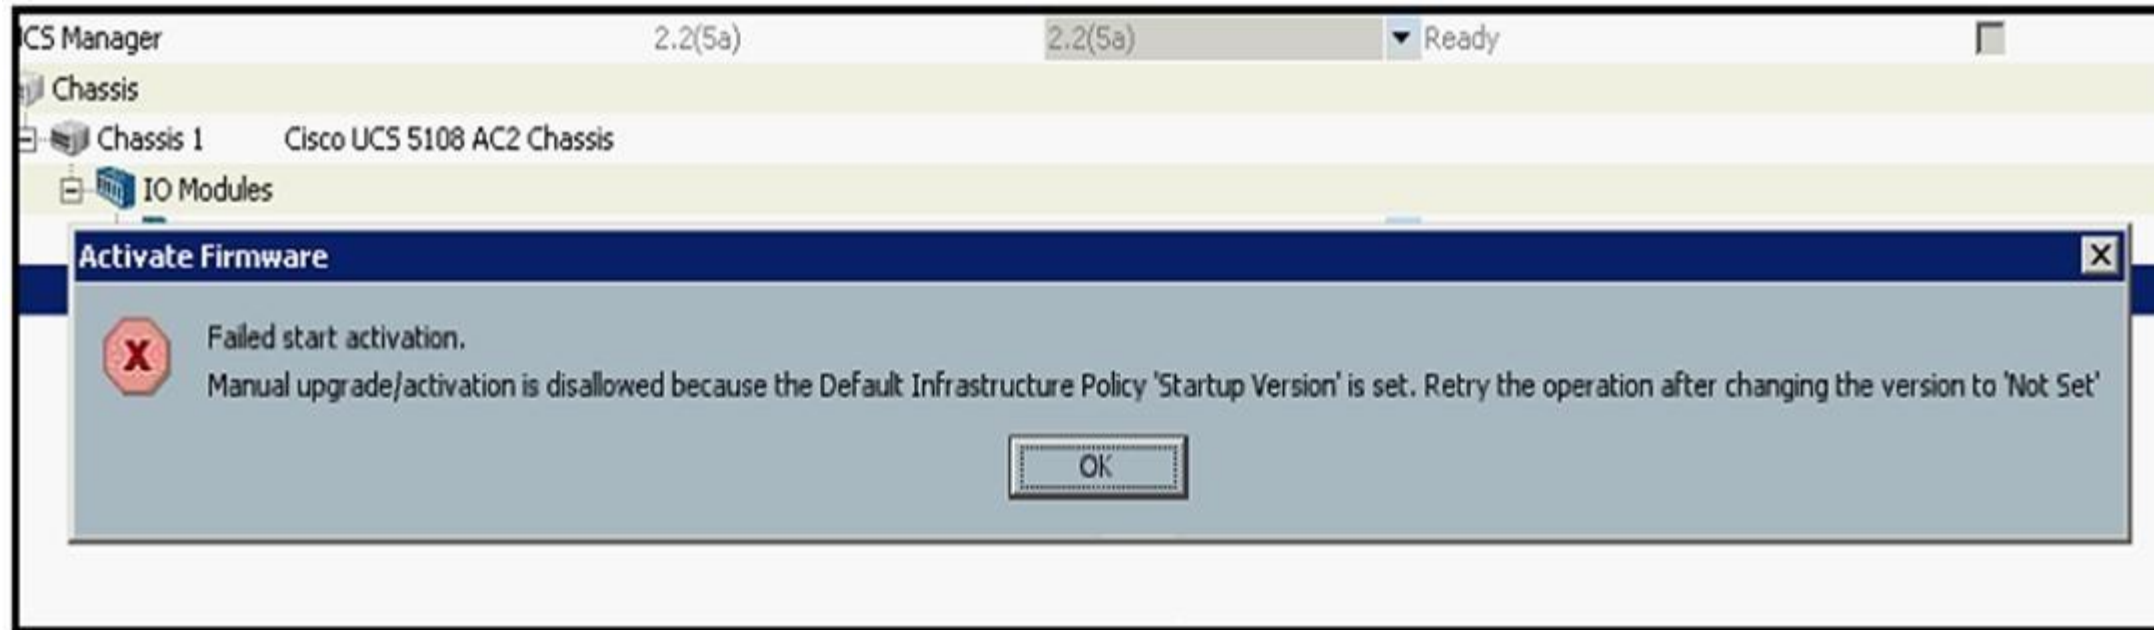 CS Manager 2.2(5a) 2.2(5a) Ready
Chassis
Chassis 1 Cisco UCS 5108 AC2 Chassis
IO Modules
Activate Firmware
Failed start activation.
Manual upgrade/activation is disallowed because the Default Infrastructure Policy 'Startup Version' is set. Retry the operation after changing the version to 'Not Set'
OK